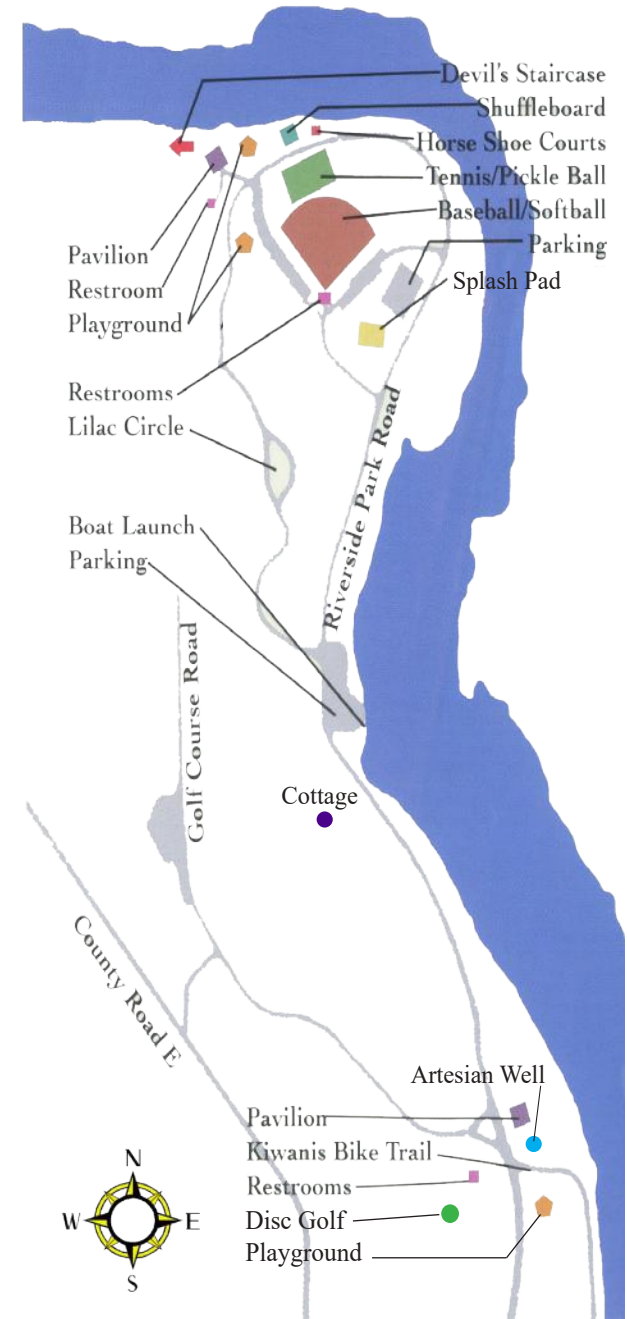 Devil's Staircase
Shuffleboard
Horse Shoe Courts
Tennis/Pickle Ball
Baseball/Softball
Parking
Splash Pad
Pavilion
Restroom
Playground
Restrooms
Lilac Circle
Riverside Park Road
Boat Launch
Parking
Golf Course Road
Cottage
County Road E
Artesian Well
Pavilion
Kiwanis Bike Trail
Restrooms
Disc Golf
Playground
N
W E
S